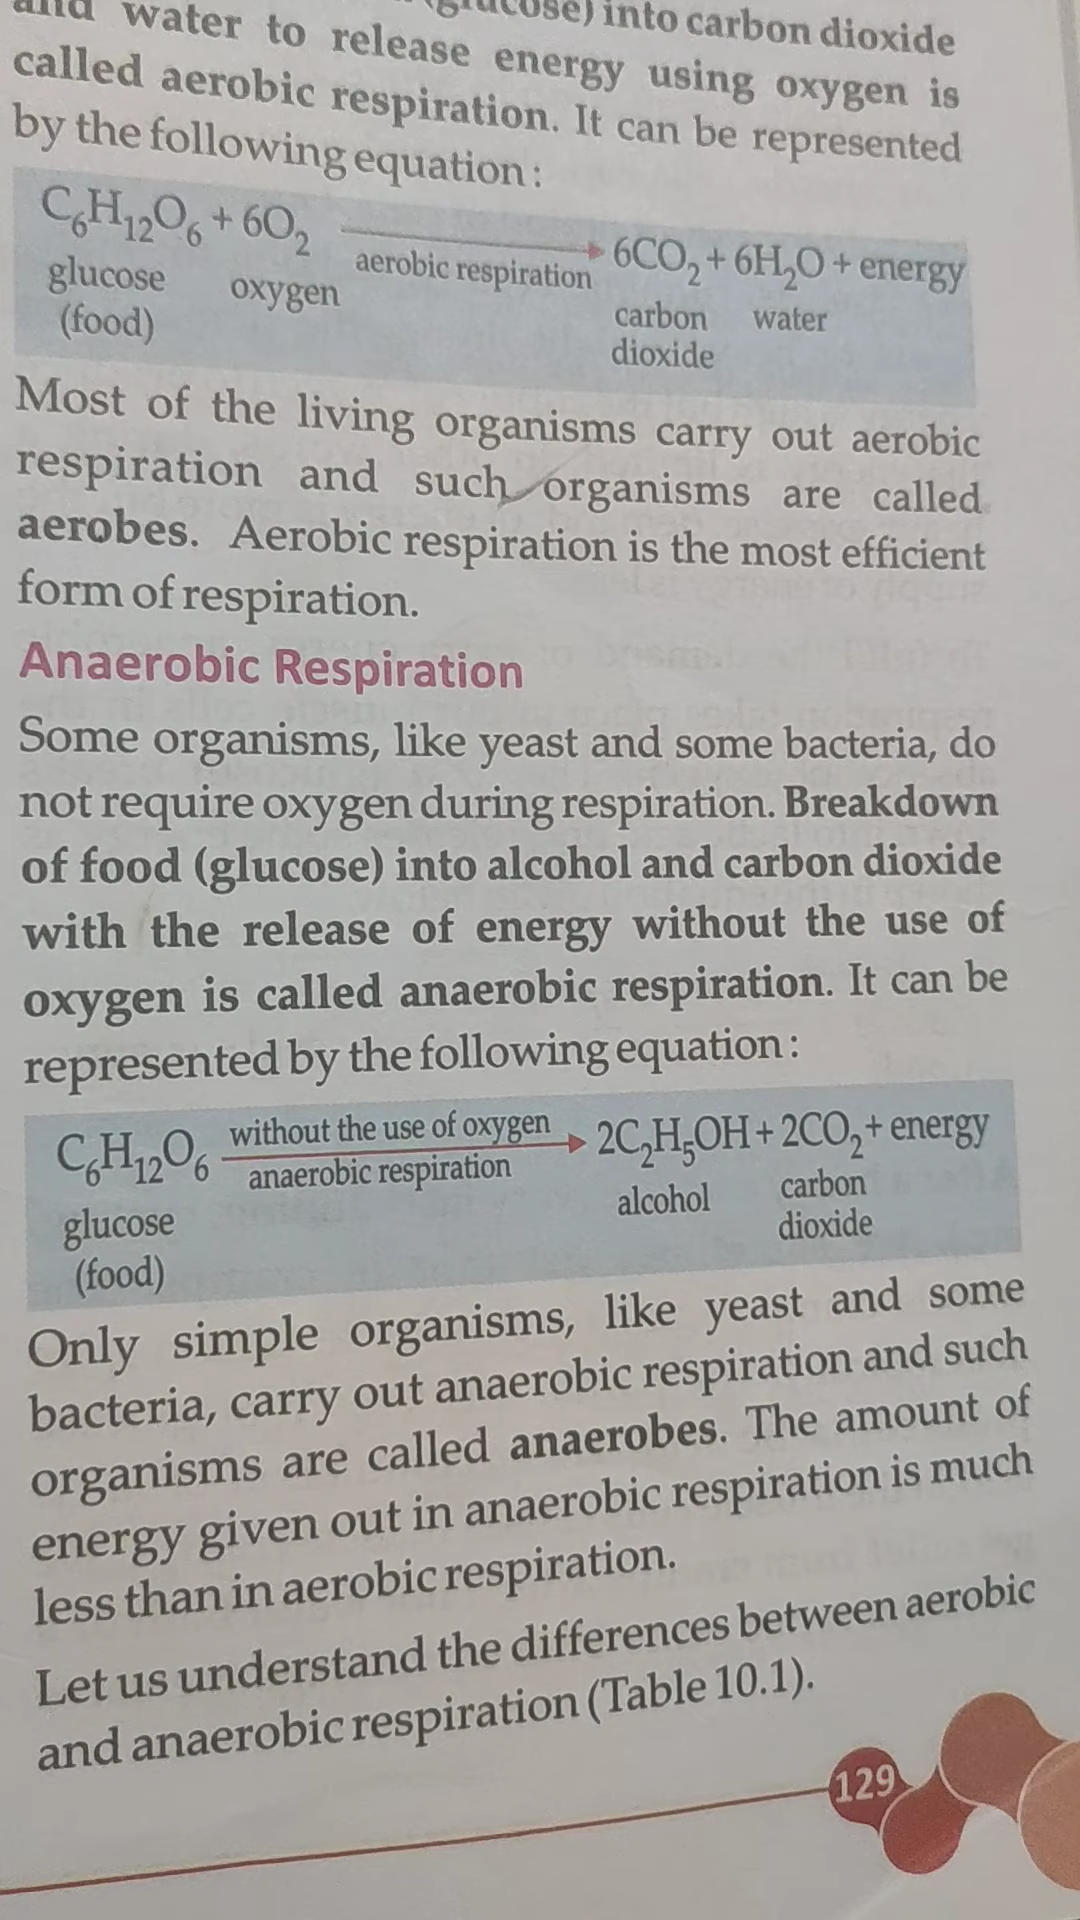 and water to release energy using oxygen is
(glucose) into carbon dioxide
called aerobic respiration. It can be represented
by the following equation:
C₆H₁₂O₆ + 6O₂ aerobic respiration 6CO₂ + 6H₂O + energy
glucose oxygen carbon water
(food) dioxide
Most of the living organisms carry out aerobic
respiration and such organisms are called
aerobes. Aerobic respiration is the most efficient
form of respiration.
Anaerobic Respiration
Some organisms, like yeast and some bacteria, do
not require oxygen during respiration. Breakdown
of food (glucose) into alcohol and carbon dioxide
with the release of energy without the use of
oxygen is called anaerobic respiration. It can be
represented by the following equation:
C₆H₁₂O₆ without the use of oxygen 2C₂H₅OH + 2CO₂ + energy
anaerobic respiration
glucose alcohol carbon
(food) dioxide
Only simple organisms, like yeast and some
bacteria, carry out anaerobic respiration and such
organisms are called anaerobes. The amount of
energy given out in anaerobic respiration is much
less than in aerobic respiration.
Let us understand the differences between aerobic
and anaerobic respiration (Table 10.1).
129